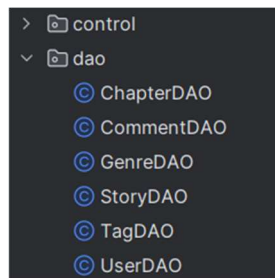 control
dao
ChapterDAO
CommentDAO
GenreDAO
StoryDAO
TagDAO
UserDAO